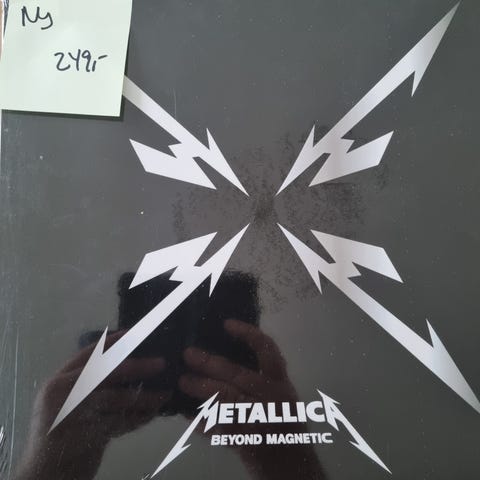 Ny
249,-
METALLICA
BEYOND MAGNETIC